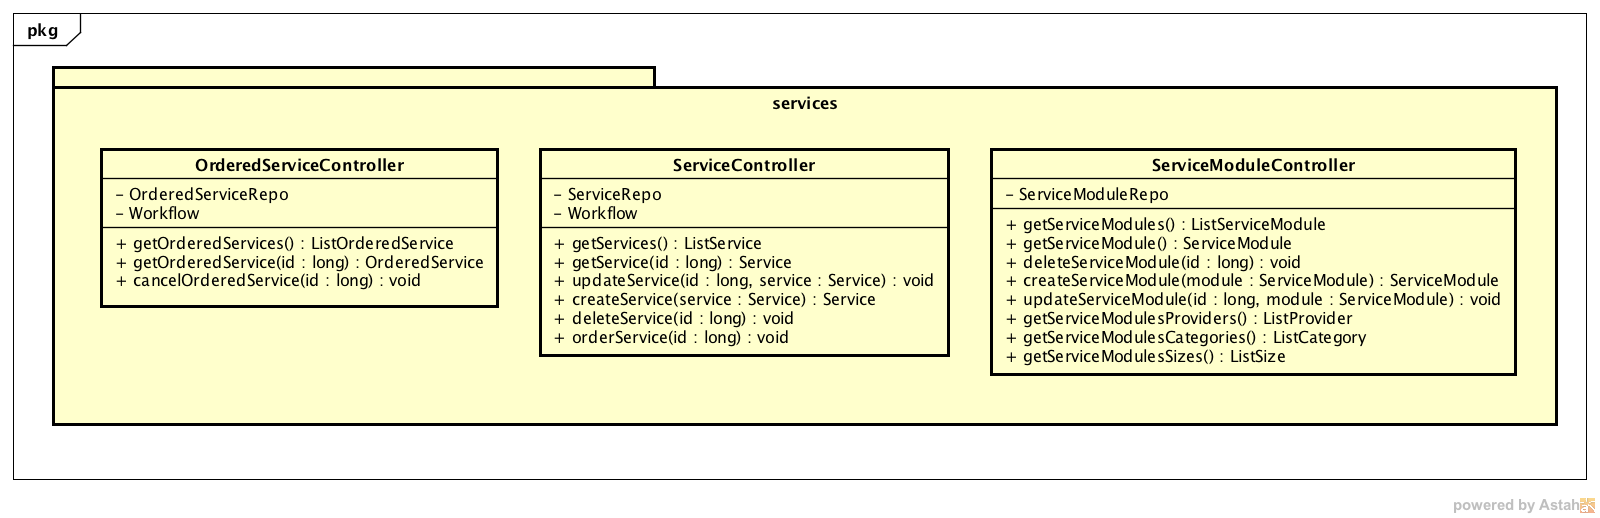 pkg
services
OrderedServiceController
– OrderedServiceRepo
– Workflow
+ getOrderedServices() : ListOrderedService
+ getOrderedService(id : long) : OrderedService
+ cancelOrderedService(id : long) : void
ServiceController
– ServiceRepo
– Workflow
+ getServices() : ListService
+ getService(id : long) : Service
+ updateService(id : long, service : Service) : void
+ createService(service : Service) : Service
+ deleteService(id : long) : void
+ orderService(id : long) : void
ServiceModuleController
– ServiceModuleRepo
+ getServiceModules() : ListServiceModule
+ getServiceModule() : ServiceModule
+ deleteServiceModule(id : long) : void
+ createServiceModule(module : ServiceModule) : ServiceModule
+ updateServiceModule(id : long, module : ServiceModule) : void
+ getServiceModulesProviders() : ListProvider
+ getServiceModulesCategories() : ListCategory
+ getServiceModulesSizes() : ListSize
powered by Astah